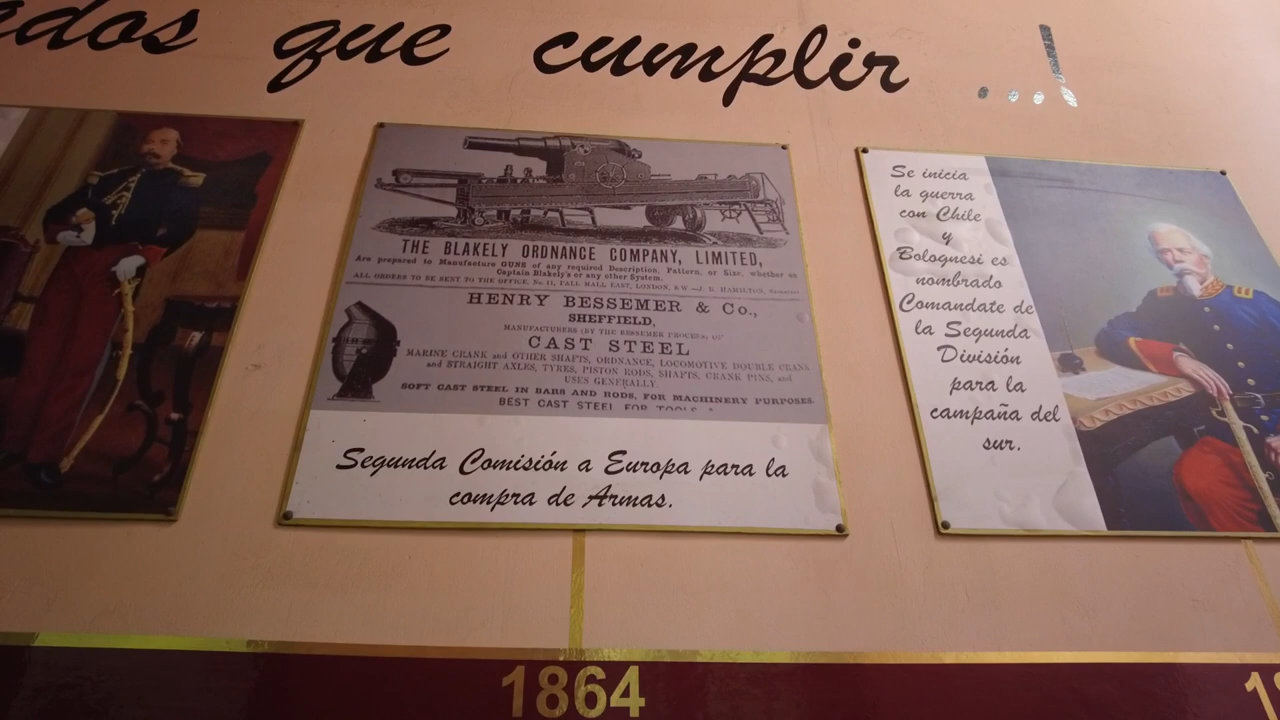 que cumplir ...!
THE BLAKELY ORDNANCE COMPANY, LIMITED,
Are prepared to Manufacture GUNS of any required Description, Pattern, or Size, whether on
Captain Blakely's or any other System.
ALL ORDERS TO BE SENT TO THE OFFICE, No. 11, PALL MALL EAST, LONDON, S.W.—J. E. HAMILTON, Secretary
HENRY BESSEMER & Co.,
SHEFFIELD,
MANUFACTURERS (BY THE BESSEMER PROCESS) OF
CAST STEEL
MARINE CRANK and OTHER SHAFTS, ORDNANCE, LOCOMOTIVE DOUBLE CRANK
and STRAIGHT AXLES, TYRES, PISTON RODS, SHAFTS, CRANK PINS, and
USES GENERALLY.
SOFT CAST STEEL IN BARS AND RODS, FOR MACHINERY PURPOSES.
BEST CAST STEEL FOR TOOLS
Segunda Comisión a Europa para la
compra de Armas.
Se inicia
la guerra
con Chile
y
Bolognesi es
nombrado
Comandate de
la Segunda
División
para la
campaña del
sur.
1864